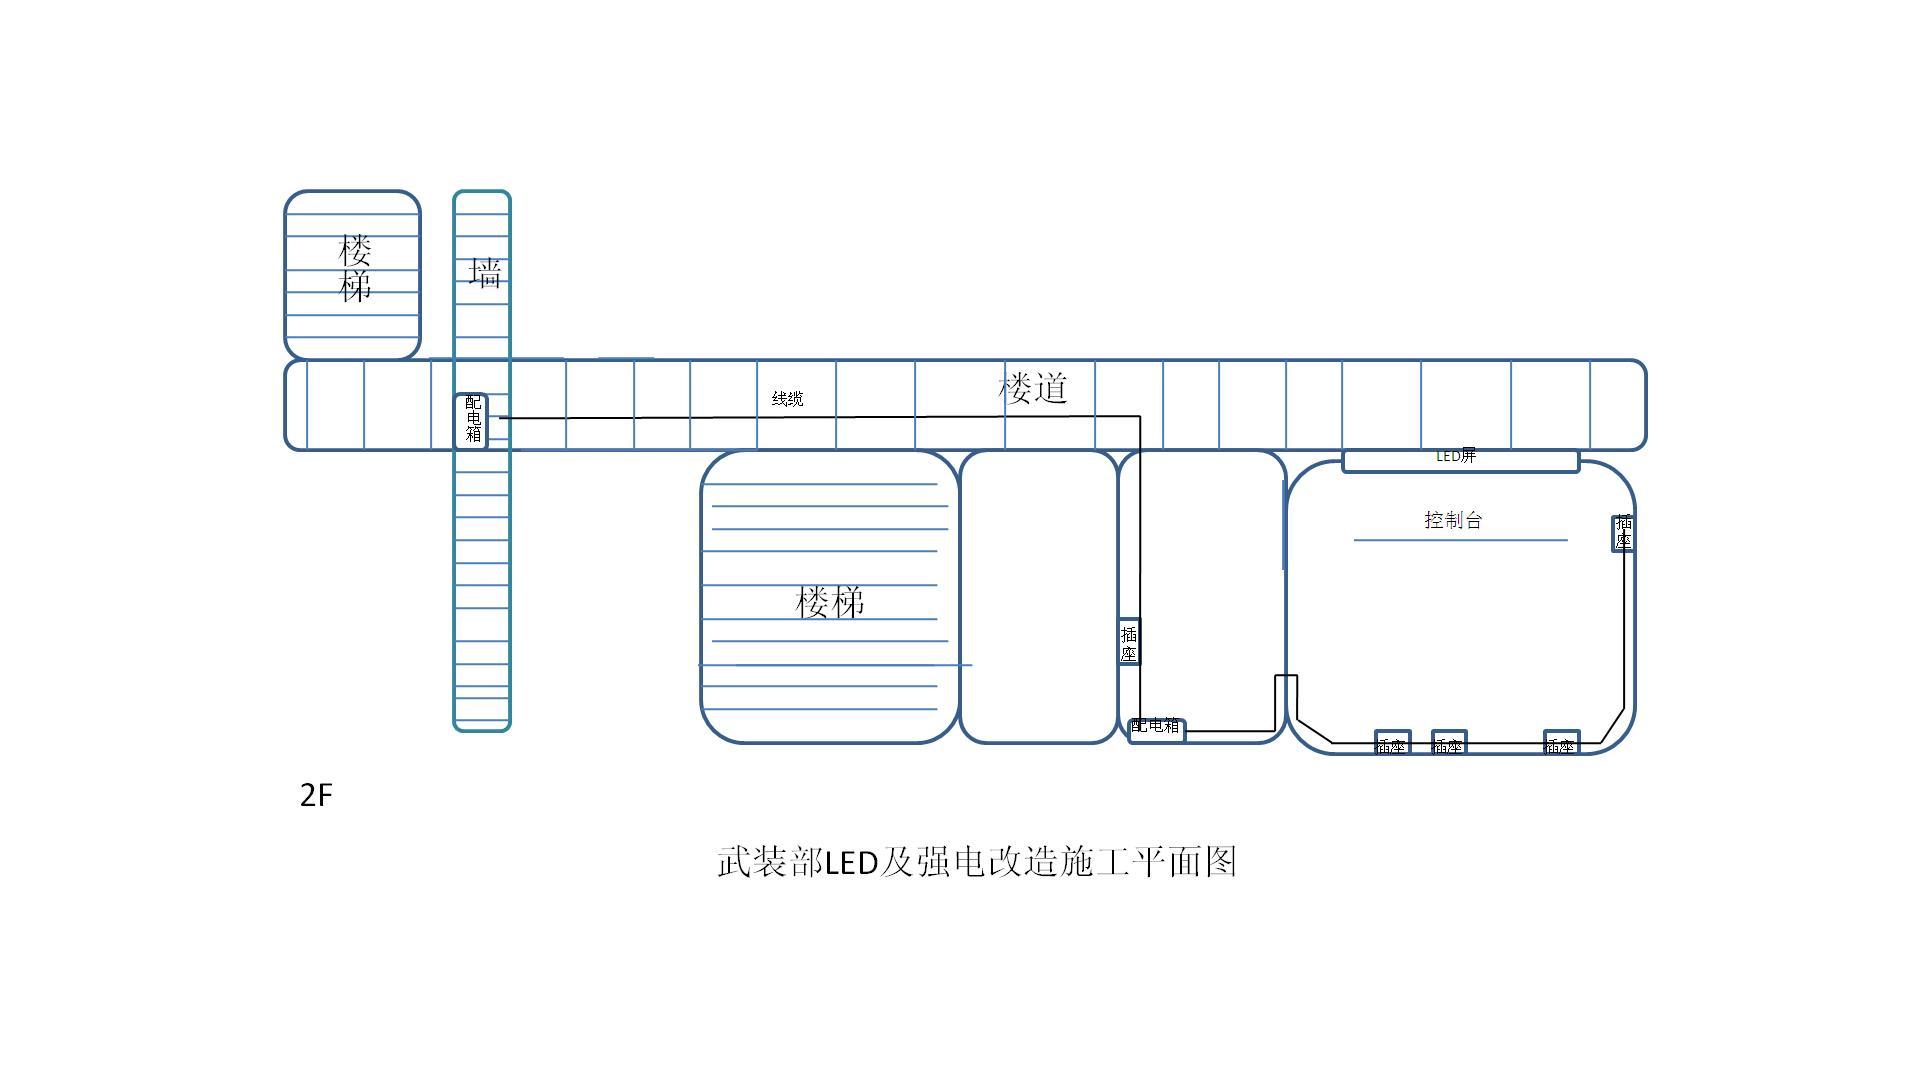 楼
梯
墙
配
电
箱
线缆
楼道
LED屏
控制台
插
座
楼梯
插
座
配电箱
插座
插座
插座
2F
武装部LED及强电改造施工平面图